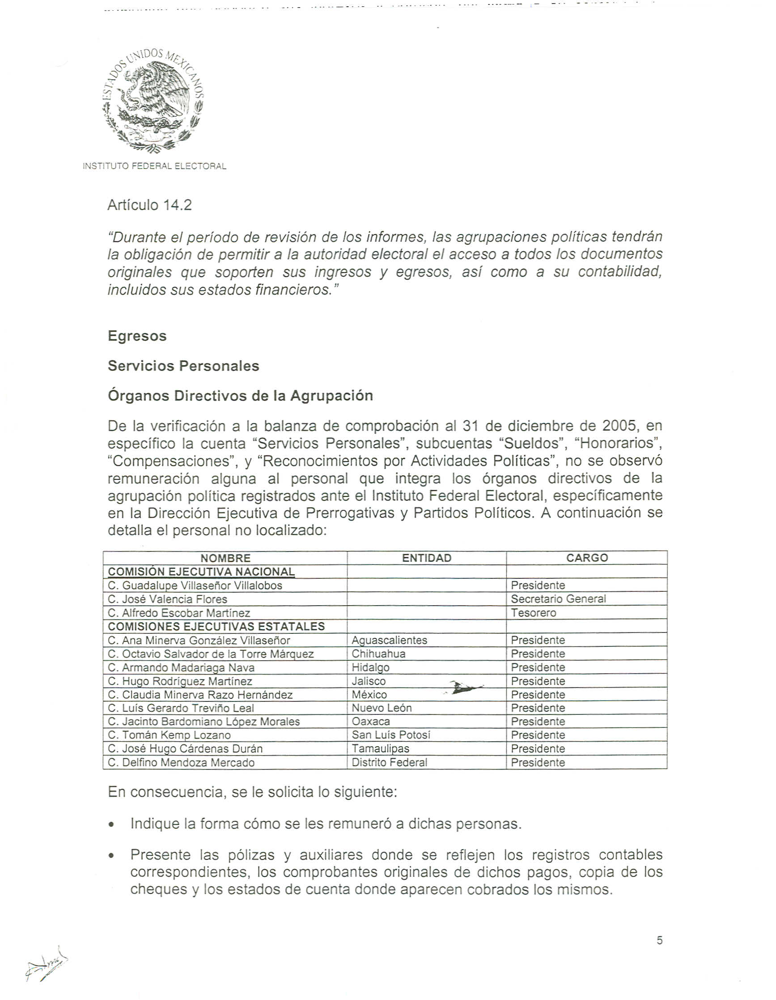 ESTADOS UNIDOS MEXICANOS
INSTITUTO FEDERAL ELECTORAL
Artículo 14.2
“Durante el período de revisión de los informes, las agrupaciones políticas tendrán
la obligación de permitir a la autoridad electoral el acceso a todos los documentos
originales que soporten sus ingresos y egresos, así como a su contabilidad,
incluidos sus estados financieros.”
Egresos
Servicios Personales
Órganos Directivos de la Agrupación
De la verificación a la balanza de comprobación al 31 de diciembre de 2005, en
específico la cuenta “Servicios Personales”, subcuentas “Sueldos”, “Honorarios”,
“Compensaciones”, y “Reconocimientos por Actividades Políticas”, no se observó
remuneración alguna al personal que integra los órganos directivos de la
agrupación política registrados ante el Instituto Federal Electoral, específicamente
en la Dirección Ejecutiva de Prerrogativas y Partidos Políticos. A continuación se
detalla el personal no localizado:
NOMBRE ENTIDAD CARGO
COMISIÓN EJECUTIVA NACIONAL
C. Guadalupe Villaseñor Villalobos Presidente
C. José Valencia Flores Secretario General
C. Alfredo Escobar Martínez Tesorero
COMISIONES EJECUTIVAS ESTATALES
C. Ana Minerva González Villaseñor Aguascalientes Presidente
C. Octavio Salvador de la Torre Márquez Chihuahua Presidente
C. Armando Madariaga Nava Hidalgo Presidente
C. Hugo Rodríguez Martínez Jalisco Presidente
C. Claudia Minerva Razo Hernández México Presidente
C. Luís Gerardo Treviño Leal Nuevo León Presidente
C. Jacinto Bardomiano López Morales Oaxaca Presidente
C. Tomán Kemp Lozano San Luís Potosí Presidente
C. José Hugo Cárdenas Durán Tamaulipas Presidente
C. Delfino Mendoza Mercado Distrito Federal Presidente
En consecuencia, se le solicita lo siguiente:
• Indique la forma cómo se les remuneró a dichas personas.
• Presente las pólizas y auxiliares donde se reflejen los registros contables
correspondientes, los comprobantes originales de dichos pagos, copia de los
cheques y los estados de cuenta donde aparecen cobrados los mismos.
5